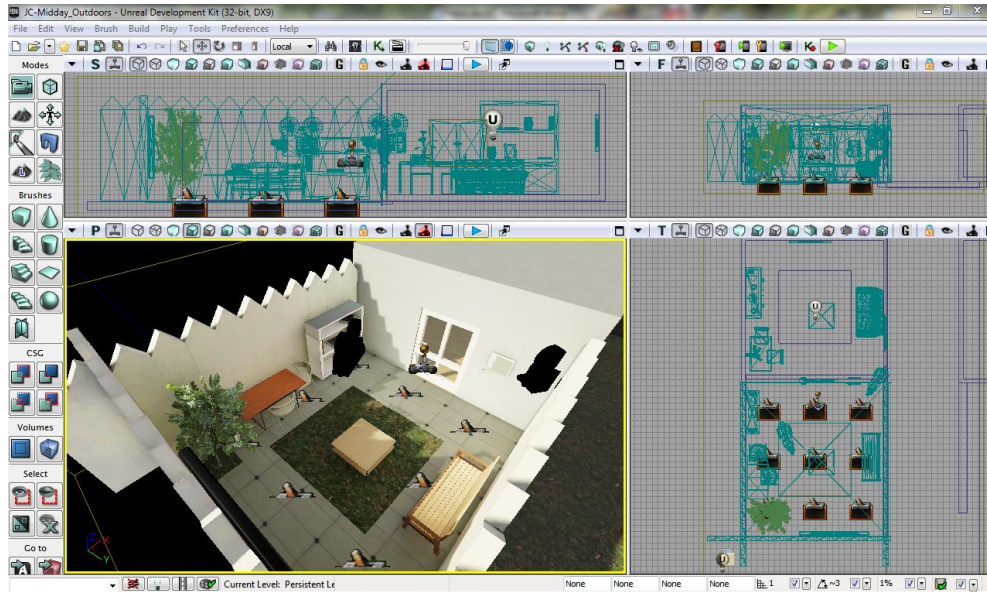 JC-Midday_Outdoors - Unreal Development Kit (32-bit, DX9)
File Edit View Brush Build Play Tools Preferences Help
Local
Modes
S G
F G
Brushes
P G
T G
CSG
Volumes
Select
Go to
Z
X
Y
Current Level: Persistent Le
None None None None 1 ~3 1%